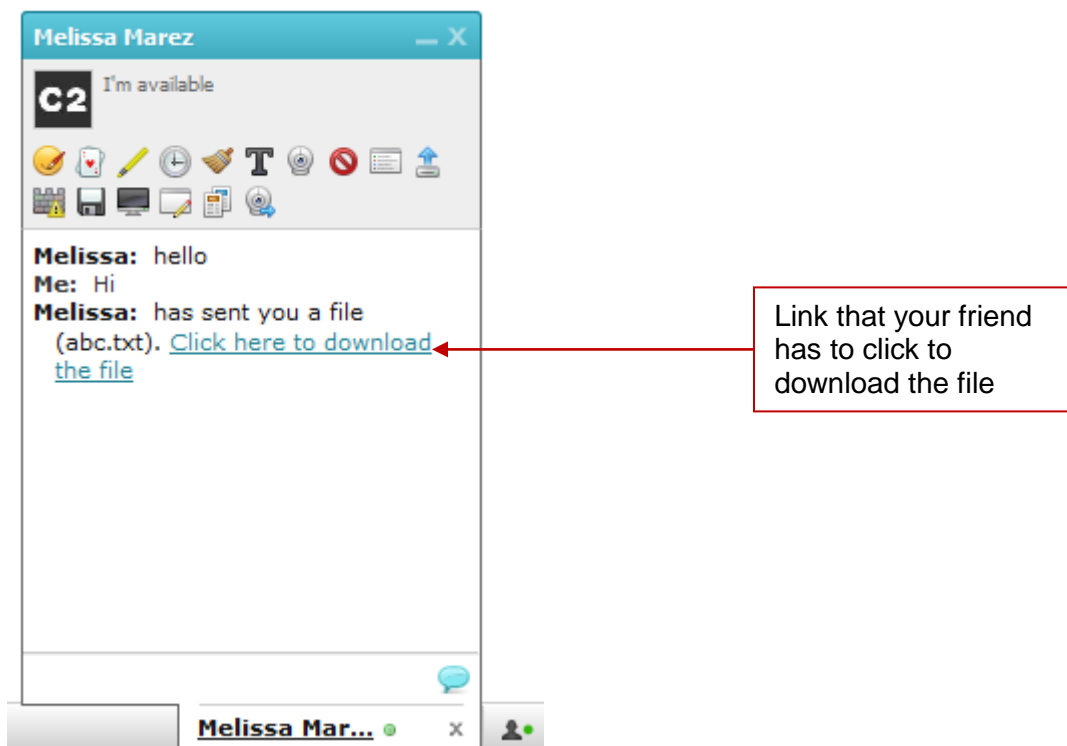 Melissa Marez
C2
I'm available
Melissa: hello
Me: Hi
Melissa: has sent you a file
(abc.txt). Click here to download
the file
Link that your friend
has to click to
download the file
Melissa Mar...